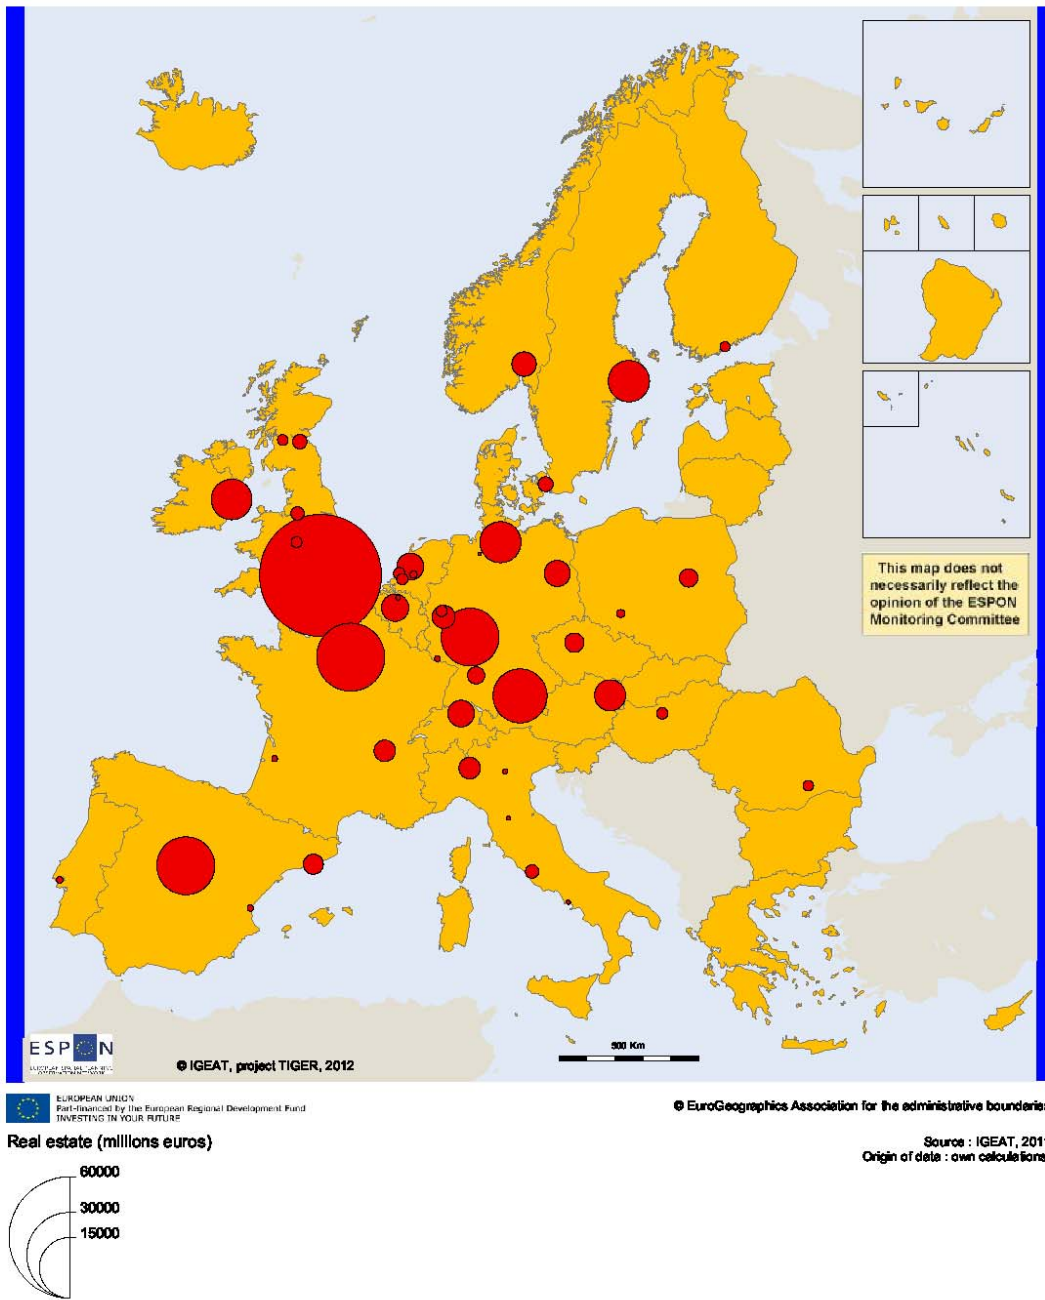 This map does not
necessarily reflect the
opinion of the ESPON
Monitoring Committee
ESPON
© IGEAT, project TIGER, 2012
500 Km
EUROPEAN UNION
Part-financed by the European Regional Development Fund
INVESTING IN YOUR FUTURE
© EuroGeographics Association for the administrative boundaries
Real estate (millions euros)
Source : IGEAT, 201
Origin of data : own calculations
60000
30000
15000